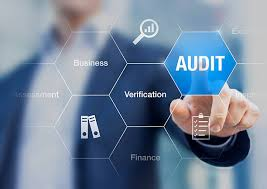 Business
AUDIT
Assessment
Verification
Finance